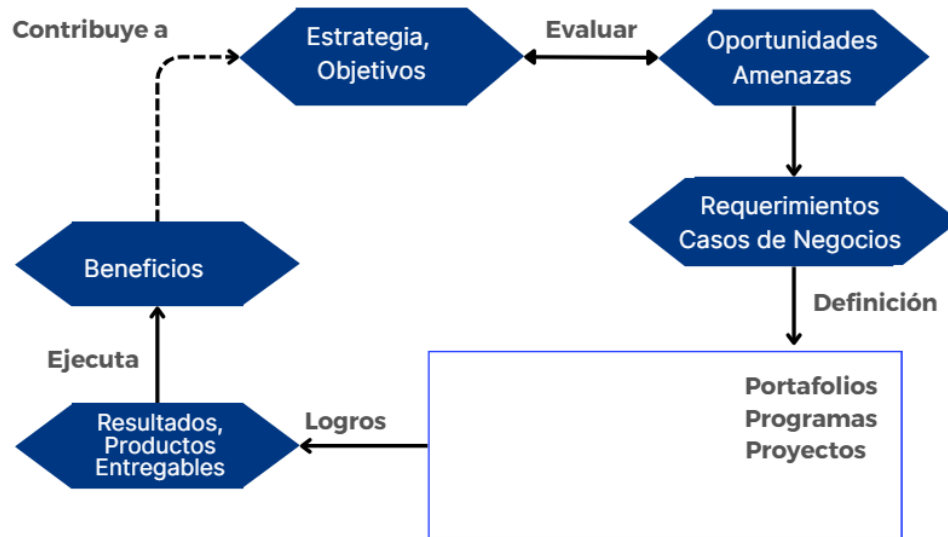 Contribuye a
Estrategia,
Objetivos
Evaluar
Oportunidades
Amenazas
Requerimientos
Casos de Negocios
Definición
Beneficios
Ejecuta
Portafolios
Programas
Proyectos
Logros
Resultados,
Productos
Entregables